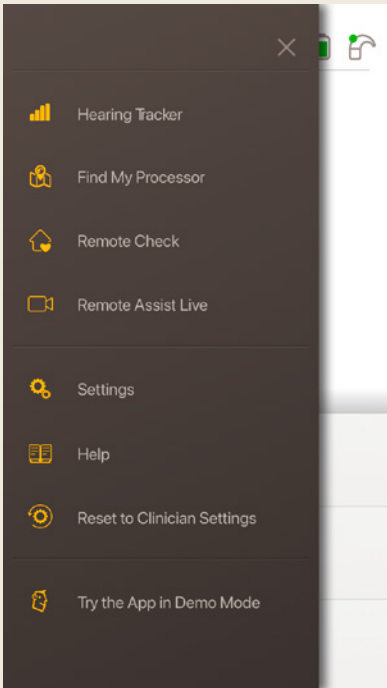 Hearing Tracker
Find My Processor
Remote Check
Remote Assist Live
Settings
Help
Reset to Clinician Settings
Try the App in Demo Mode